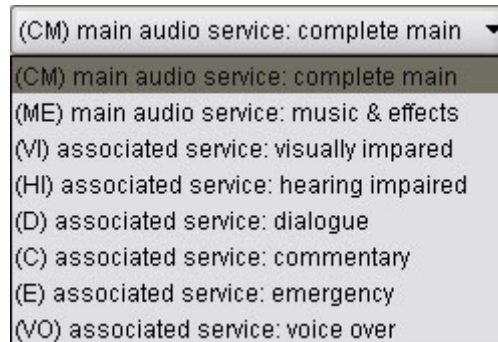 (CM) main audio service: complete main
(CM) main audio service: complete main
(ME) main audio service: music & effects
(VI) associated service: visually impared
(HI) associated service: hearing impaired
(D) associated service: dialogue
(C) associated service: commentary
(E) associated service: emergency
(VO) associated service: voice over